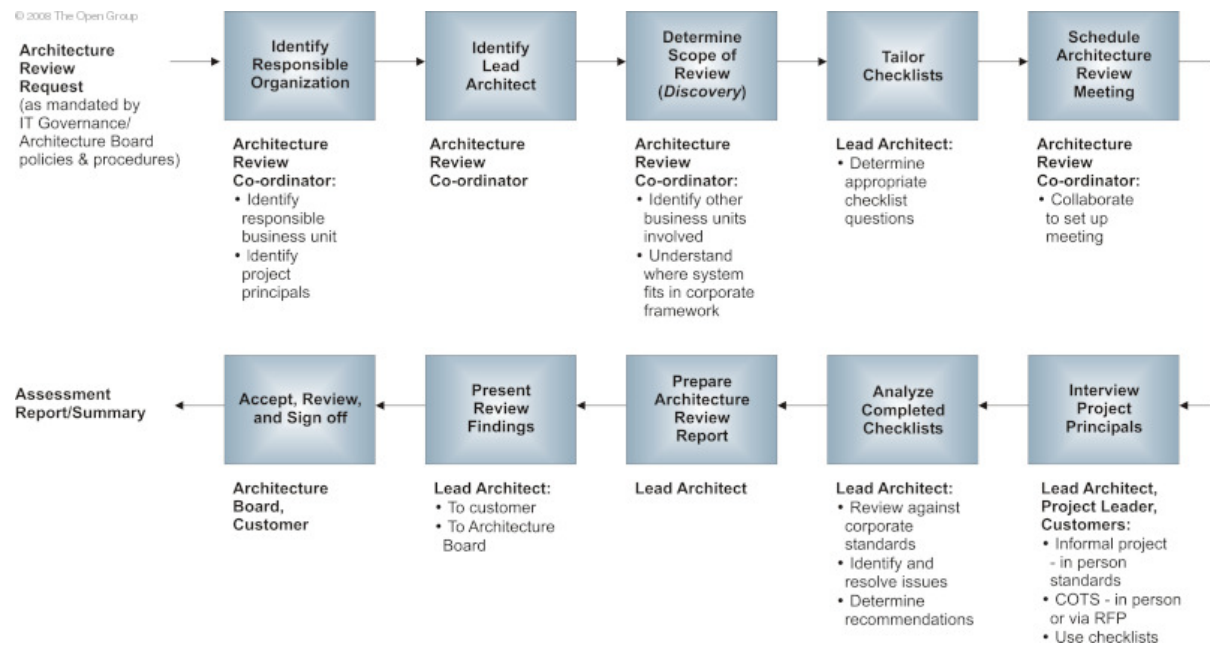 © 2008 The Open Group
Architecture
Review
Request
(as mandated by
IT Governance/
Architecture Board
policies & procedures)
Identify
Responsible
Organization
Architecture
Review
Co-ordinator:
• Identify
responsible
business unit
• Identify
project
principals
Identify
Lead
Architect
Architecture
Review
Co-ordinator
Determine
Scope of
Review
(Discovery)
Architecture
Review
Co-ordinator:
• Identify other
business units
involved
• Understand
where system
fits in corporate
framework
Tailor
Checklists
Lead Architect:
• Determine
appropriate
checklist
questions
Schedule
Architecture
Review
Meeting
Architecture
Review
Co-ordinator:
• Collaborate
to set up
meeting
Assessment
Report/Summary
Accept, Review,
and Sign off
Architecture
Board,
Customer
Present
Review
Findings
Lead Architect:
• To customer
• To Architecture
Board
Prepare
Architecture
Review
Report
Lead Architect
Analyze
Completed
Checklists
Lead Architect:
• Review against
corporate
standards
• Identify and
resolve issues
• Determine
recommendations
Interview
Project
Principals
Lead Architect,
Project Leader,
Customers:
• Informal project
- in person
standards
• COTS - in person
or via RFP
• Use checklists